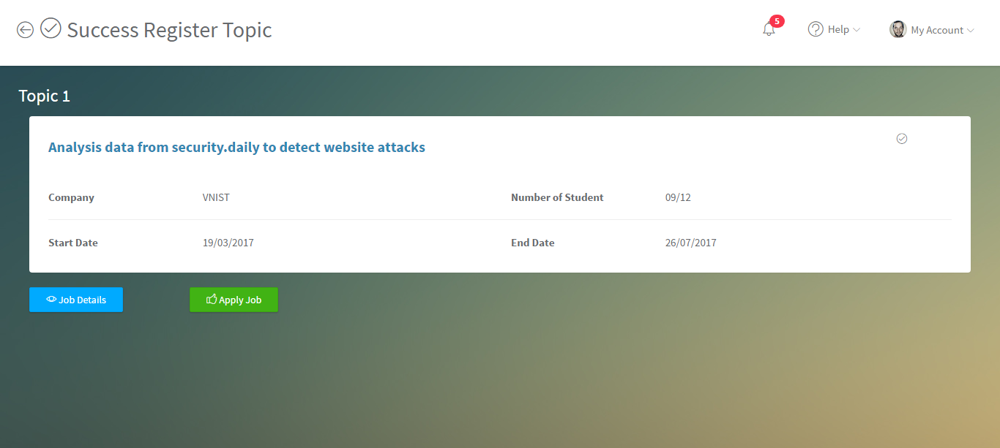 Success Register Topic
5
Help
My Account
Topic 1
Analysis data from security.daily to detect website attacks
Company VNIST Number of Student 09/12
Start Date 19/03/2017 End Date 26/07/2017
Job Details Apply Job